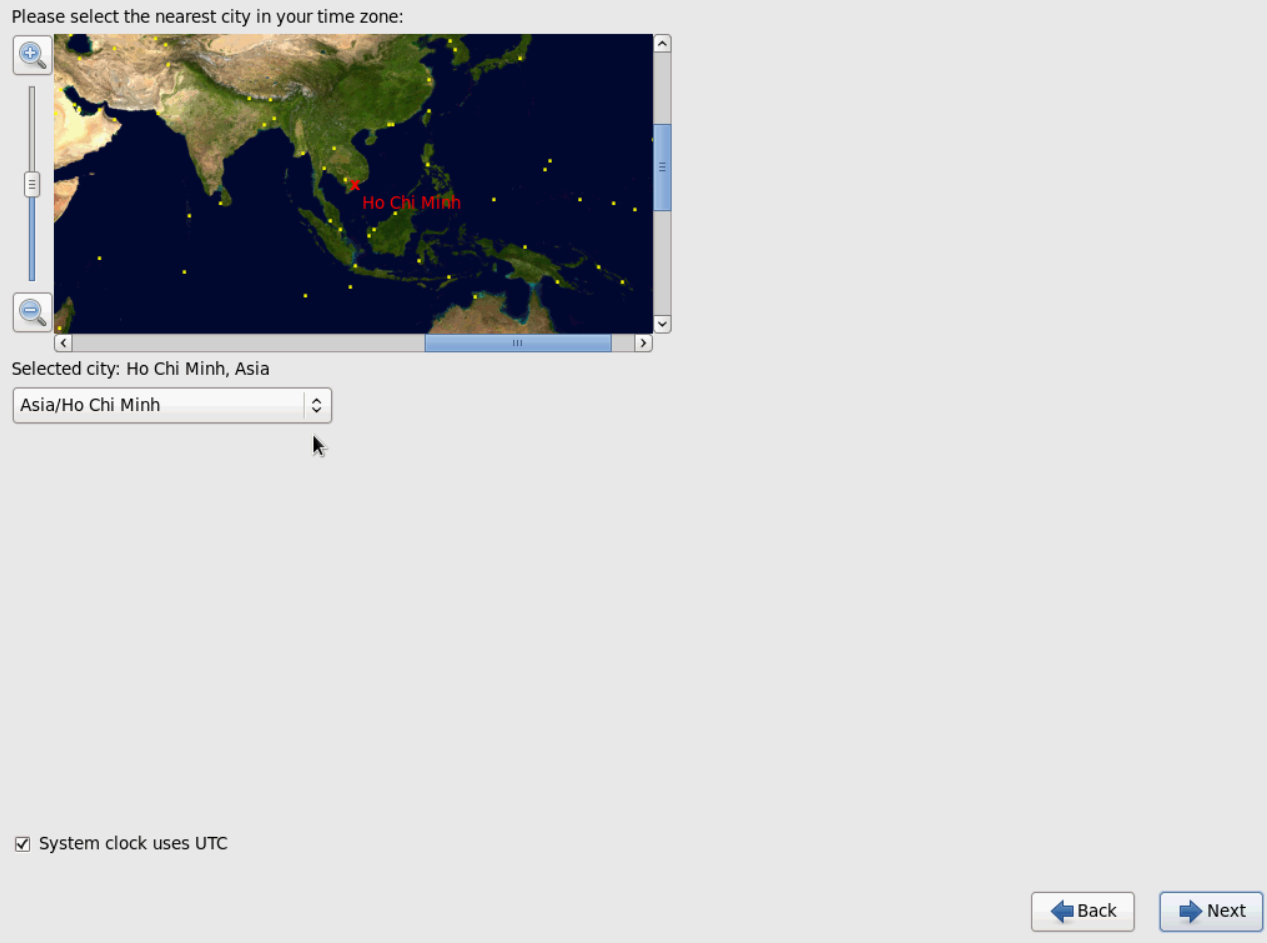 Please select the nearest city in your time zone:
Ho Chi Minh
Selected city: Ho Chi Minh, Asia
Asia/Ho Chi Minh
System clock uses UTC
Back
Next